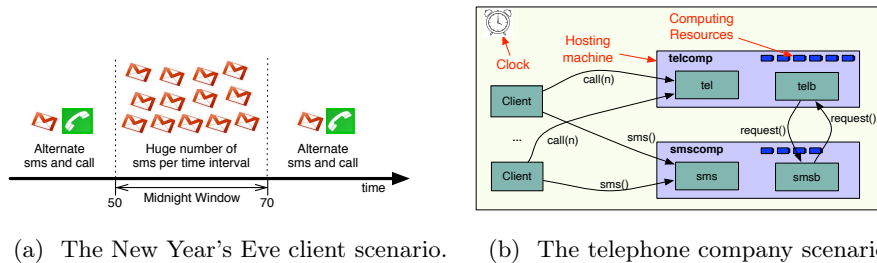 Alternate
sms and call
Huge number of
sms per time interval
Alternate
sms and call
time
50
Midnight Window
70
(a) The New Year's Eve client scenario.
Clock
Hosting
machine
Computing
Resources
telcomp
tel
telb
Client
call(n)
...
call(n)
sms()
request()
request()
smscomp
Client
sms()
sms
smsb
(b) The telephone company scenari